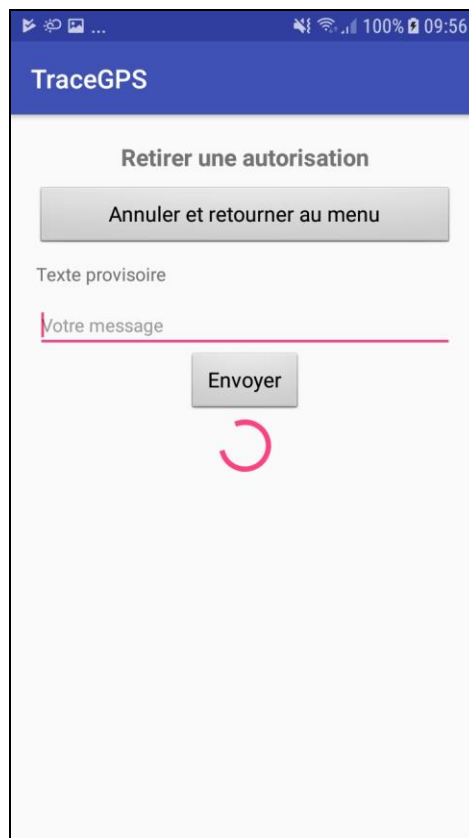 ... 100% 09:56
TraceGPS
Retirer une autorisation
Annuler et retourner au menu
Texte provisoire
Votre message
Envoyer